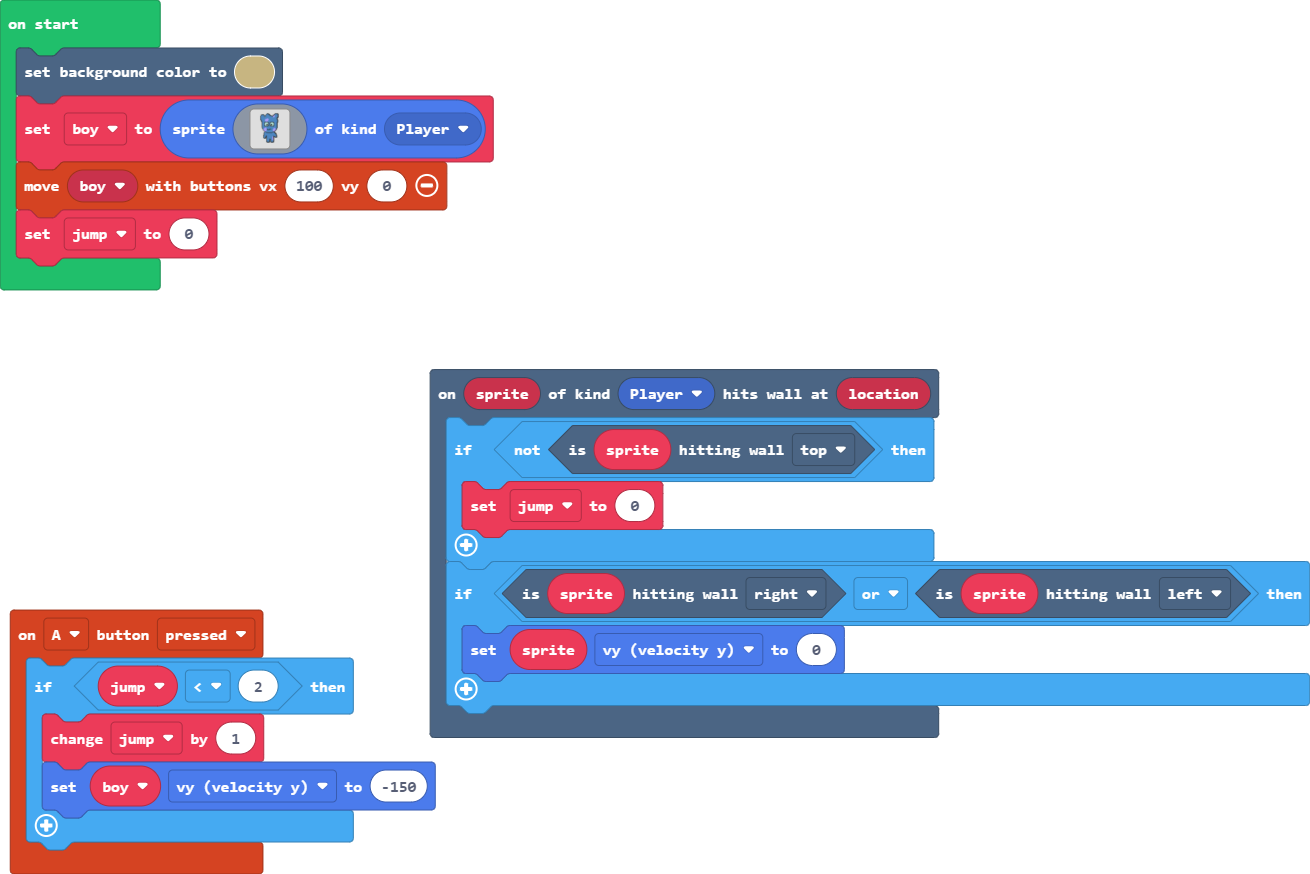 on start
set background color to
set boy to sprite of kind Player
move boy with buttons vx 100 vy 0
set jump to 0
on sprite of kind Player hits wall at location
if not is sprite hitting wall top then
set jump to 0
if is sprite hitting wall right or is sprite hitting wall left then
set sprite vy (velocity y) to 0
on A button pressed
if jump < 2 then
change jump by 1
set boy vy (velocity y) to -150